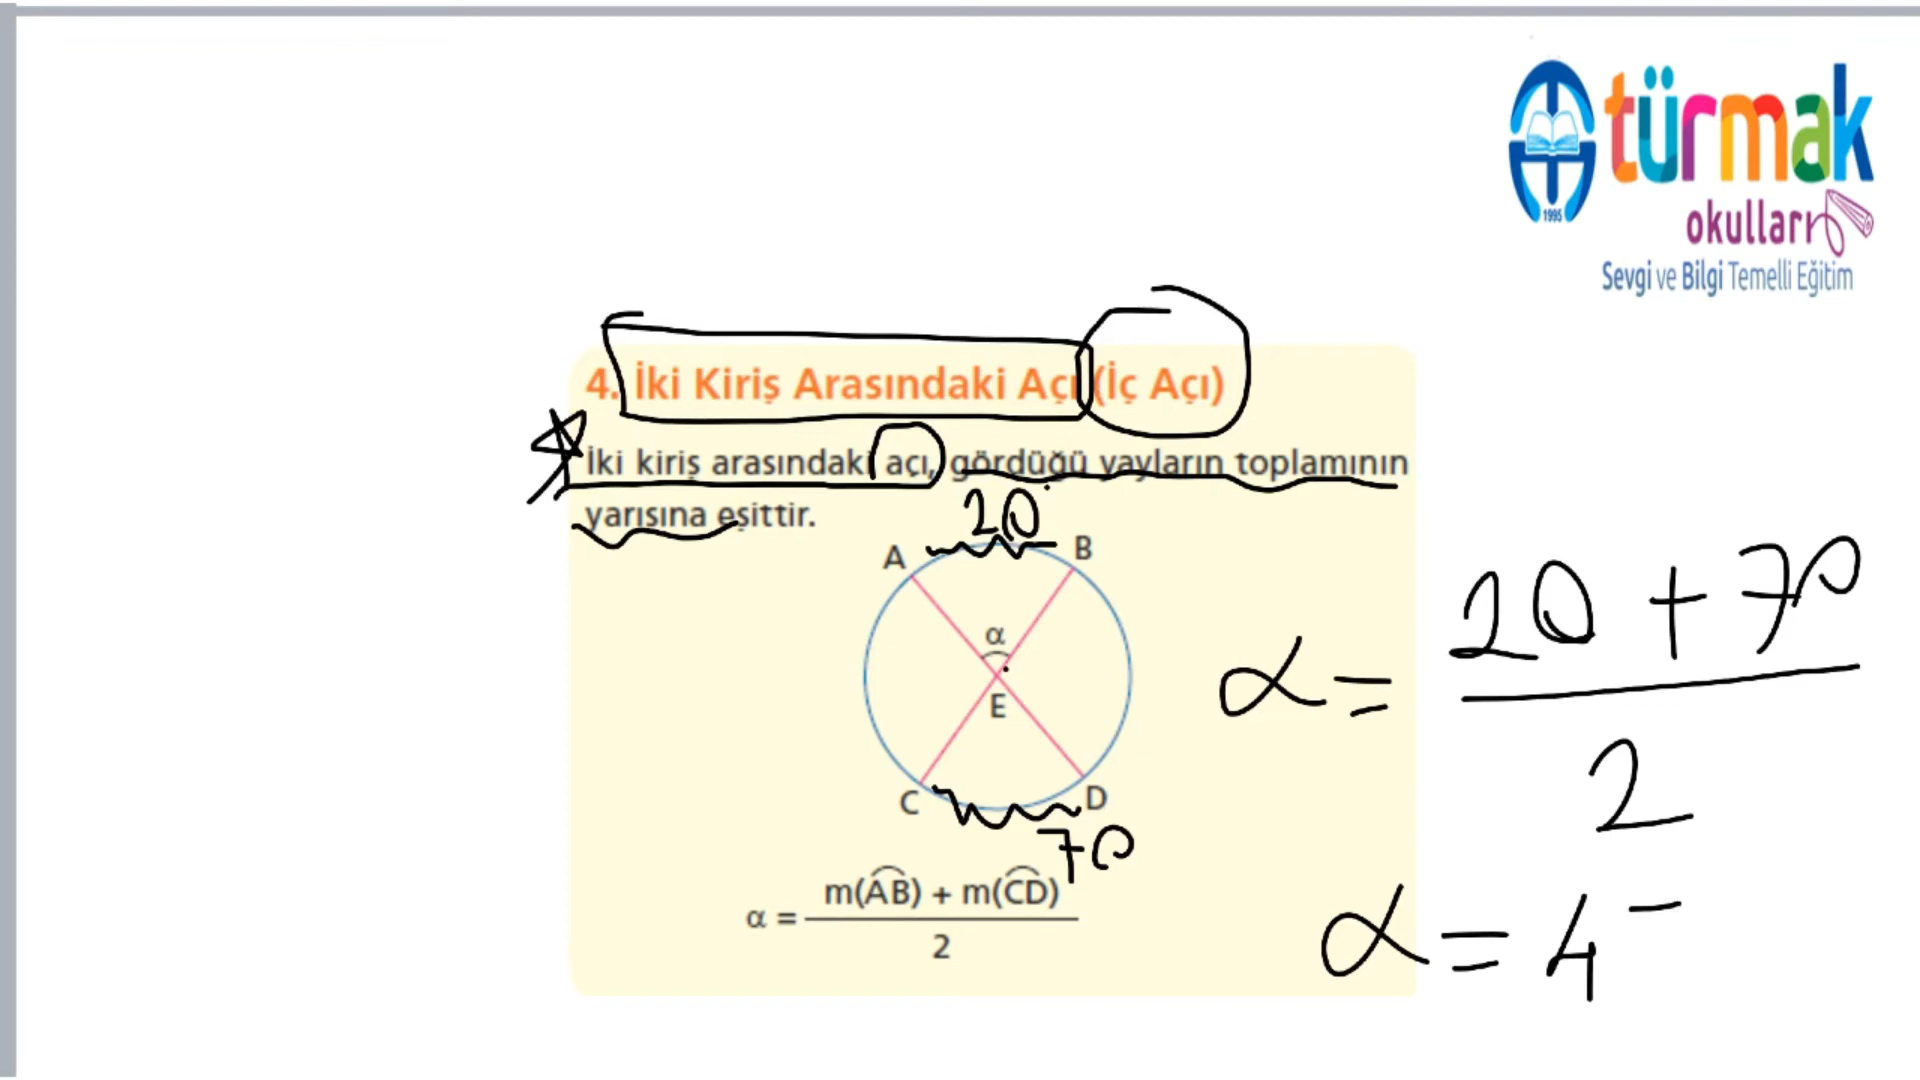 türmak
okulları
1995
Sevgi ve Bilgi Temelli Eğitim
4. İki Kiriş Arasındaki Açı (İç Açı)
İki kiriş arasındaki açı, gördüğü yayların toplamının
yarısına eşittir.
20
A
B
α
E
C
D
70
α = m(AB) + m(CD)
2
α = 20 + 70
2
α = 4